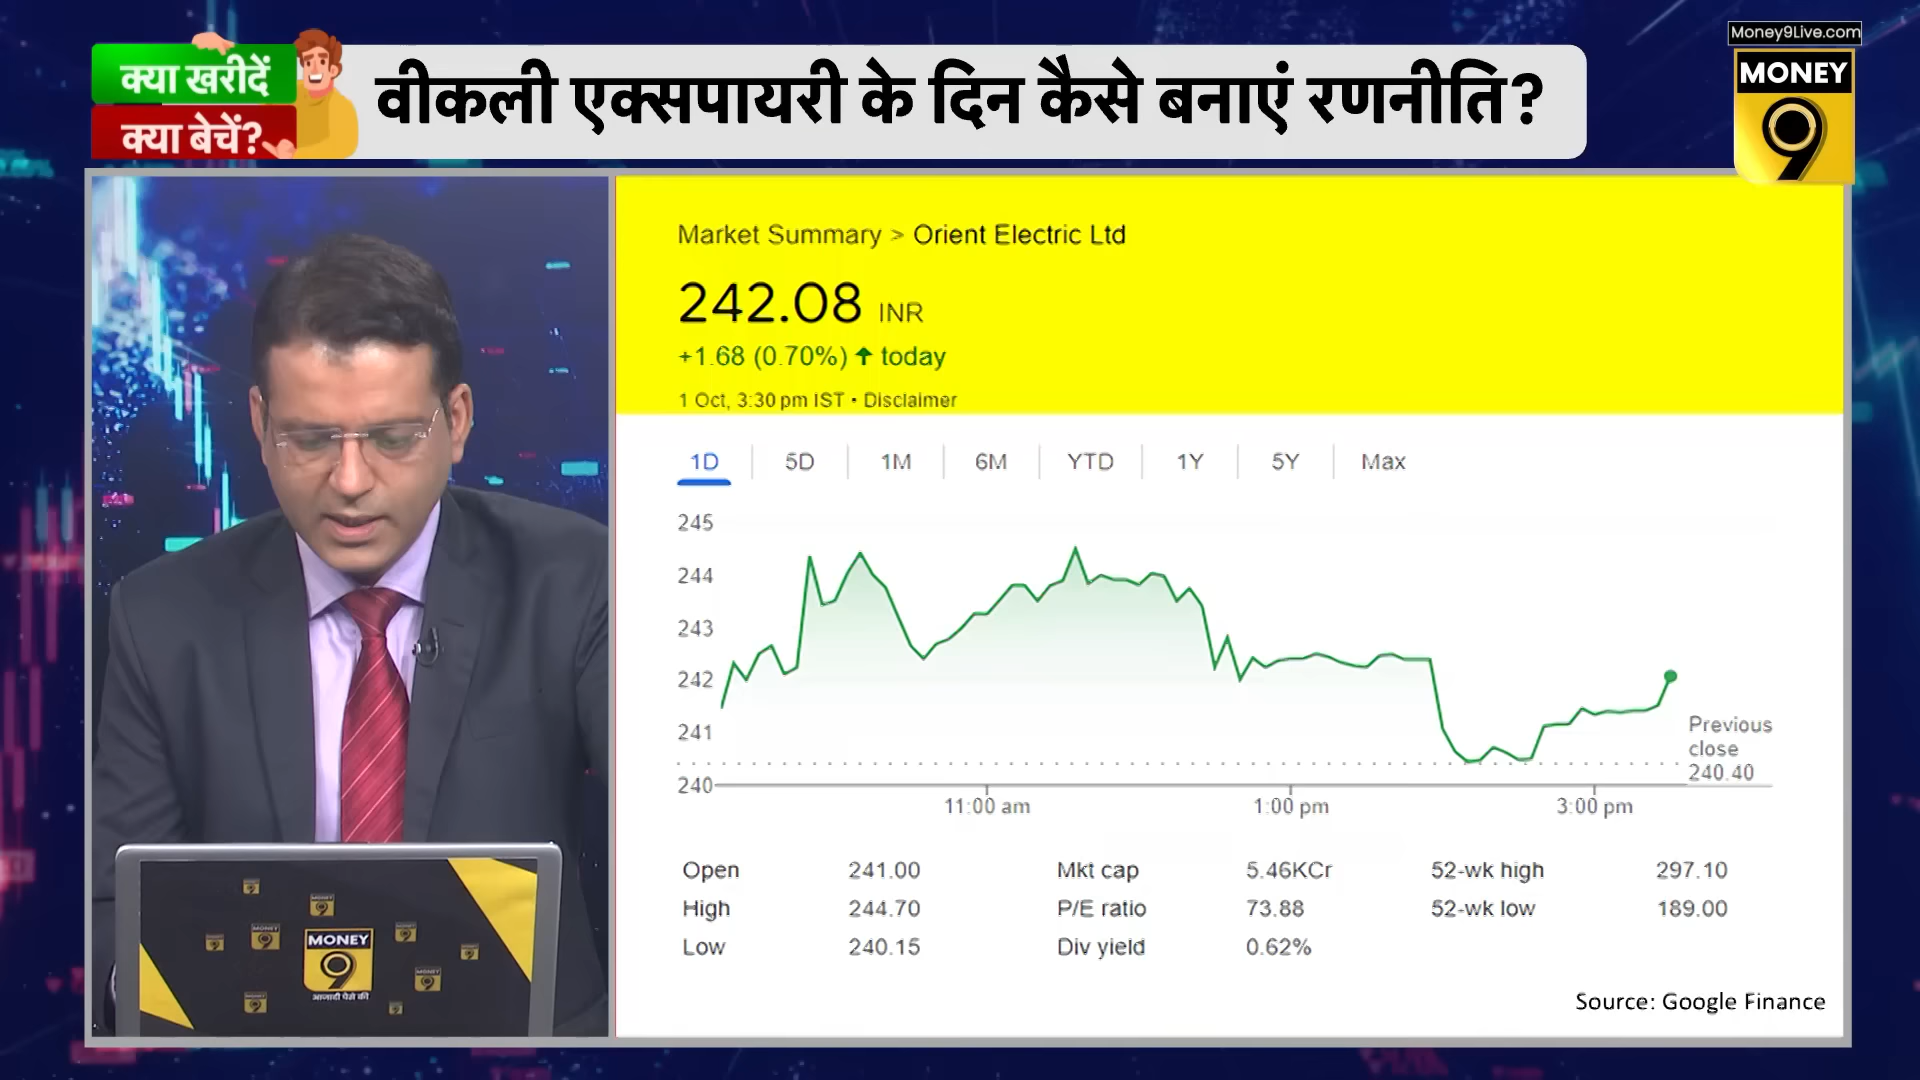 Money9Live.com
MONEY
9
क्या खरीदें
क्या बेचें?
वीकली एक्सपायरी के दिन कैसे बनाएं रणनीति?
Market Summary > Orient Electric Ltd
242.08 INR
+1.68 (0.70%) ↑ today
1 Oct, 3:30 pm IST • Disclaimer
1D 5D 1M 6M YTD 1Y 5Y Max
245
244
243
242
241
240
Previous
close
240.40
11:00 am 1:00 pm 3:00 pm
Open 241.00 Mkt cap 5.46KCr 52-wk high 297.10
High 244.70 P/E ratio 73.88 52-wk low 189.00
Low 240.15 Div yield 0.62%
Source: Google Finance
MONEY
9
आज़ादी पैसे की